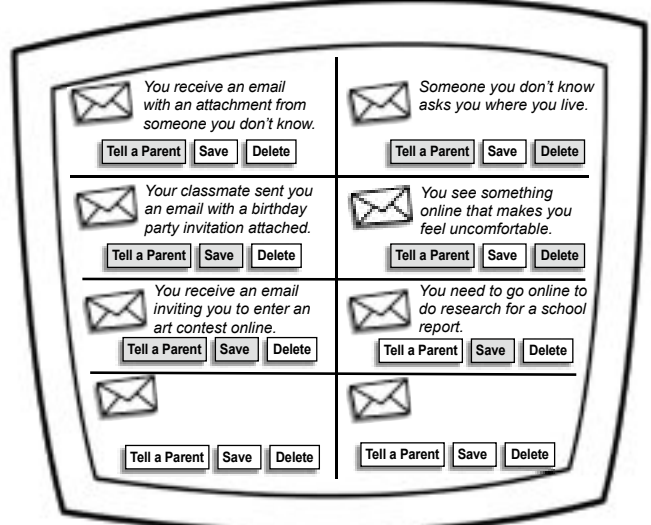 You receive an email
with an attachment from
someone you don't know.
Tell a Parent Save Delete
Someone you don't know
asks you where you live.
Tell a Parent Save Delete
Your classmate sent you
an email with a birthday
party invitation attached.
Tell a Parent Save Delete
You see something
online that makes you
feel uncomfortable.
Tell a Parent Save Delete
You receive an email
inviting you to enter an
art contest online.
Tell a Parent Save Delete
You need to go online to
do research for a school
report.
Tell a Parent Save Delete
Tell a Parent Save Delete
Tell a Parent Save Delete